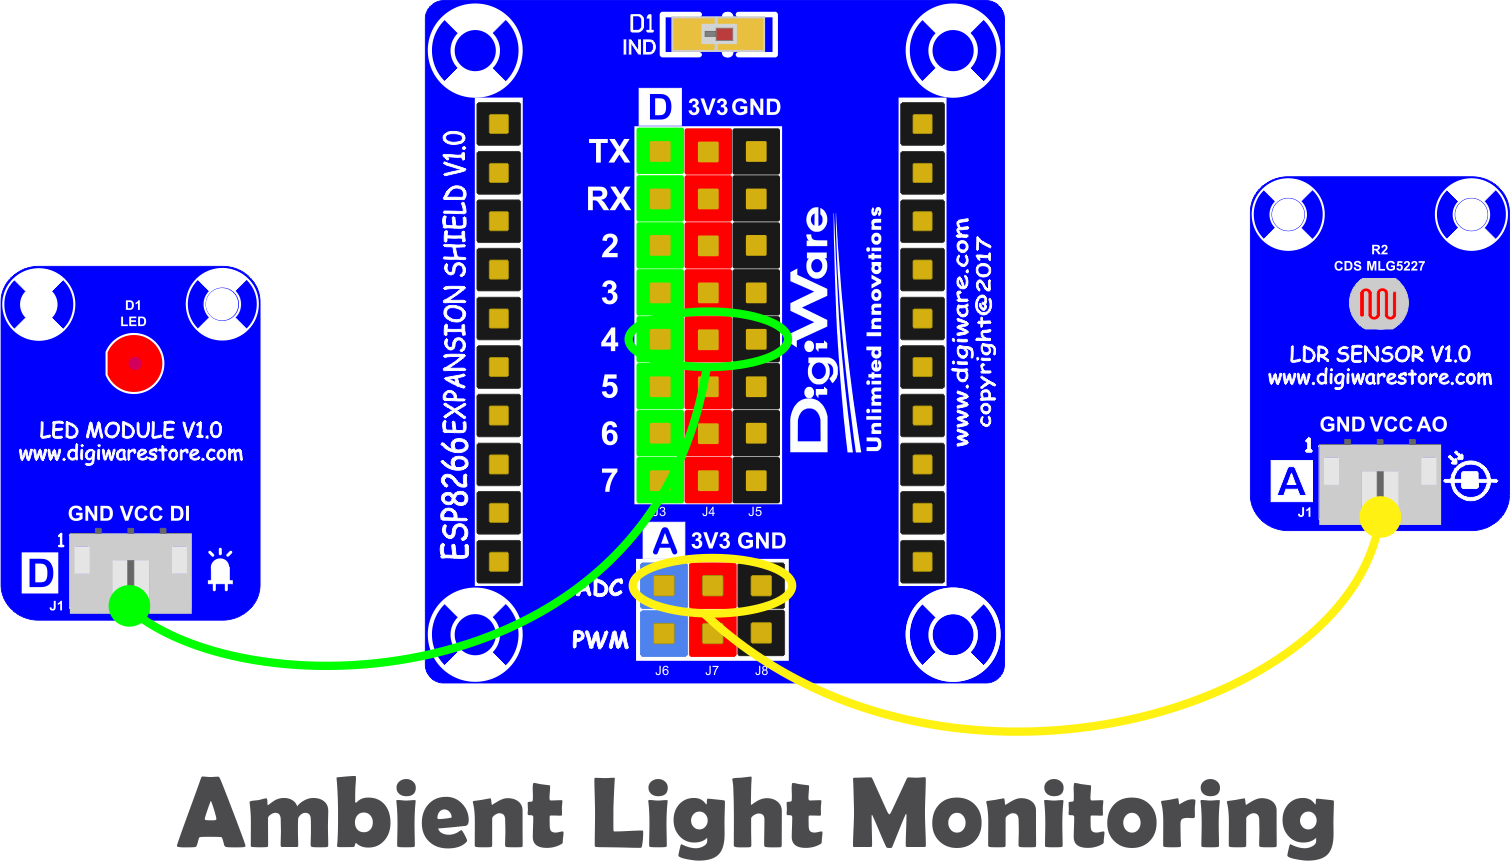 D1
IND
D 3V3 GND
TX
RX
2
3
4
5
6
7
J3 J4 J5
A 3V3 GND
ADC
PWM
J6 J7 J8
ESP8266 EXPANSION SHIELD V1.0
DigiWare
Unlimited Innovations
www.digiware.com
copyright@2017
D1
LED
LED MODULE V1.0
www.digiwarestore.com
GND VCC DI
1
D
J1
R2
CDS MLG5227
LDR SENSOR V1.0
www.digiwarestore.com
GND VCC AO
1
A
J1
Ambient Light Monitoring